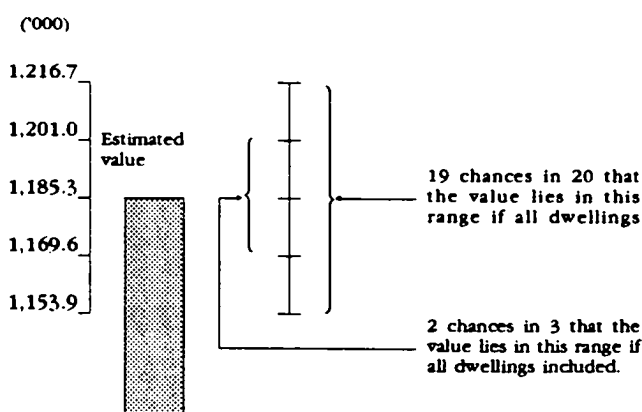 ('000)
1,216.7
1,201.0
Estimated
value
1,185.3
1,169.6
1,153.9
19 chances in 20 that
the value lies in this
range if all dwellings
2 chances in 3 that the
value lies in this range if
all dwellings included.